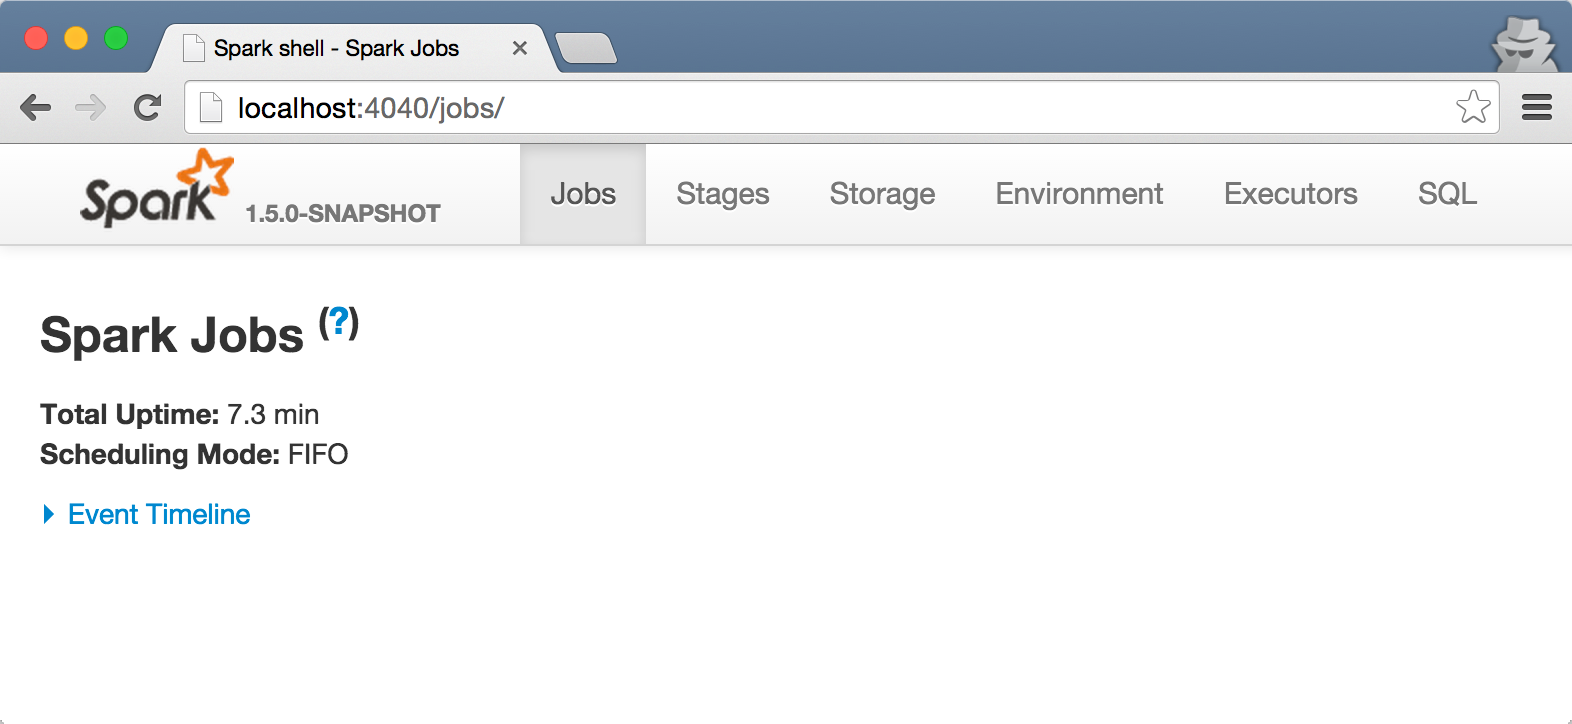 Spark shell - Spark Jobs
localhost:4040/jobs/
Spark 1.5.0-SNAPSHOT Jobs Stages Storage Environment Executors SQL
Spark Jobs (?)
Total Uptime: 7.3 min
Scheduling Mode: FIFO
Event Timeline